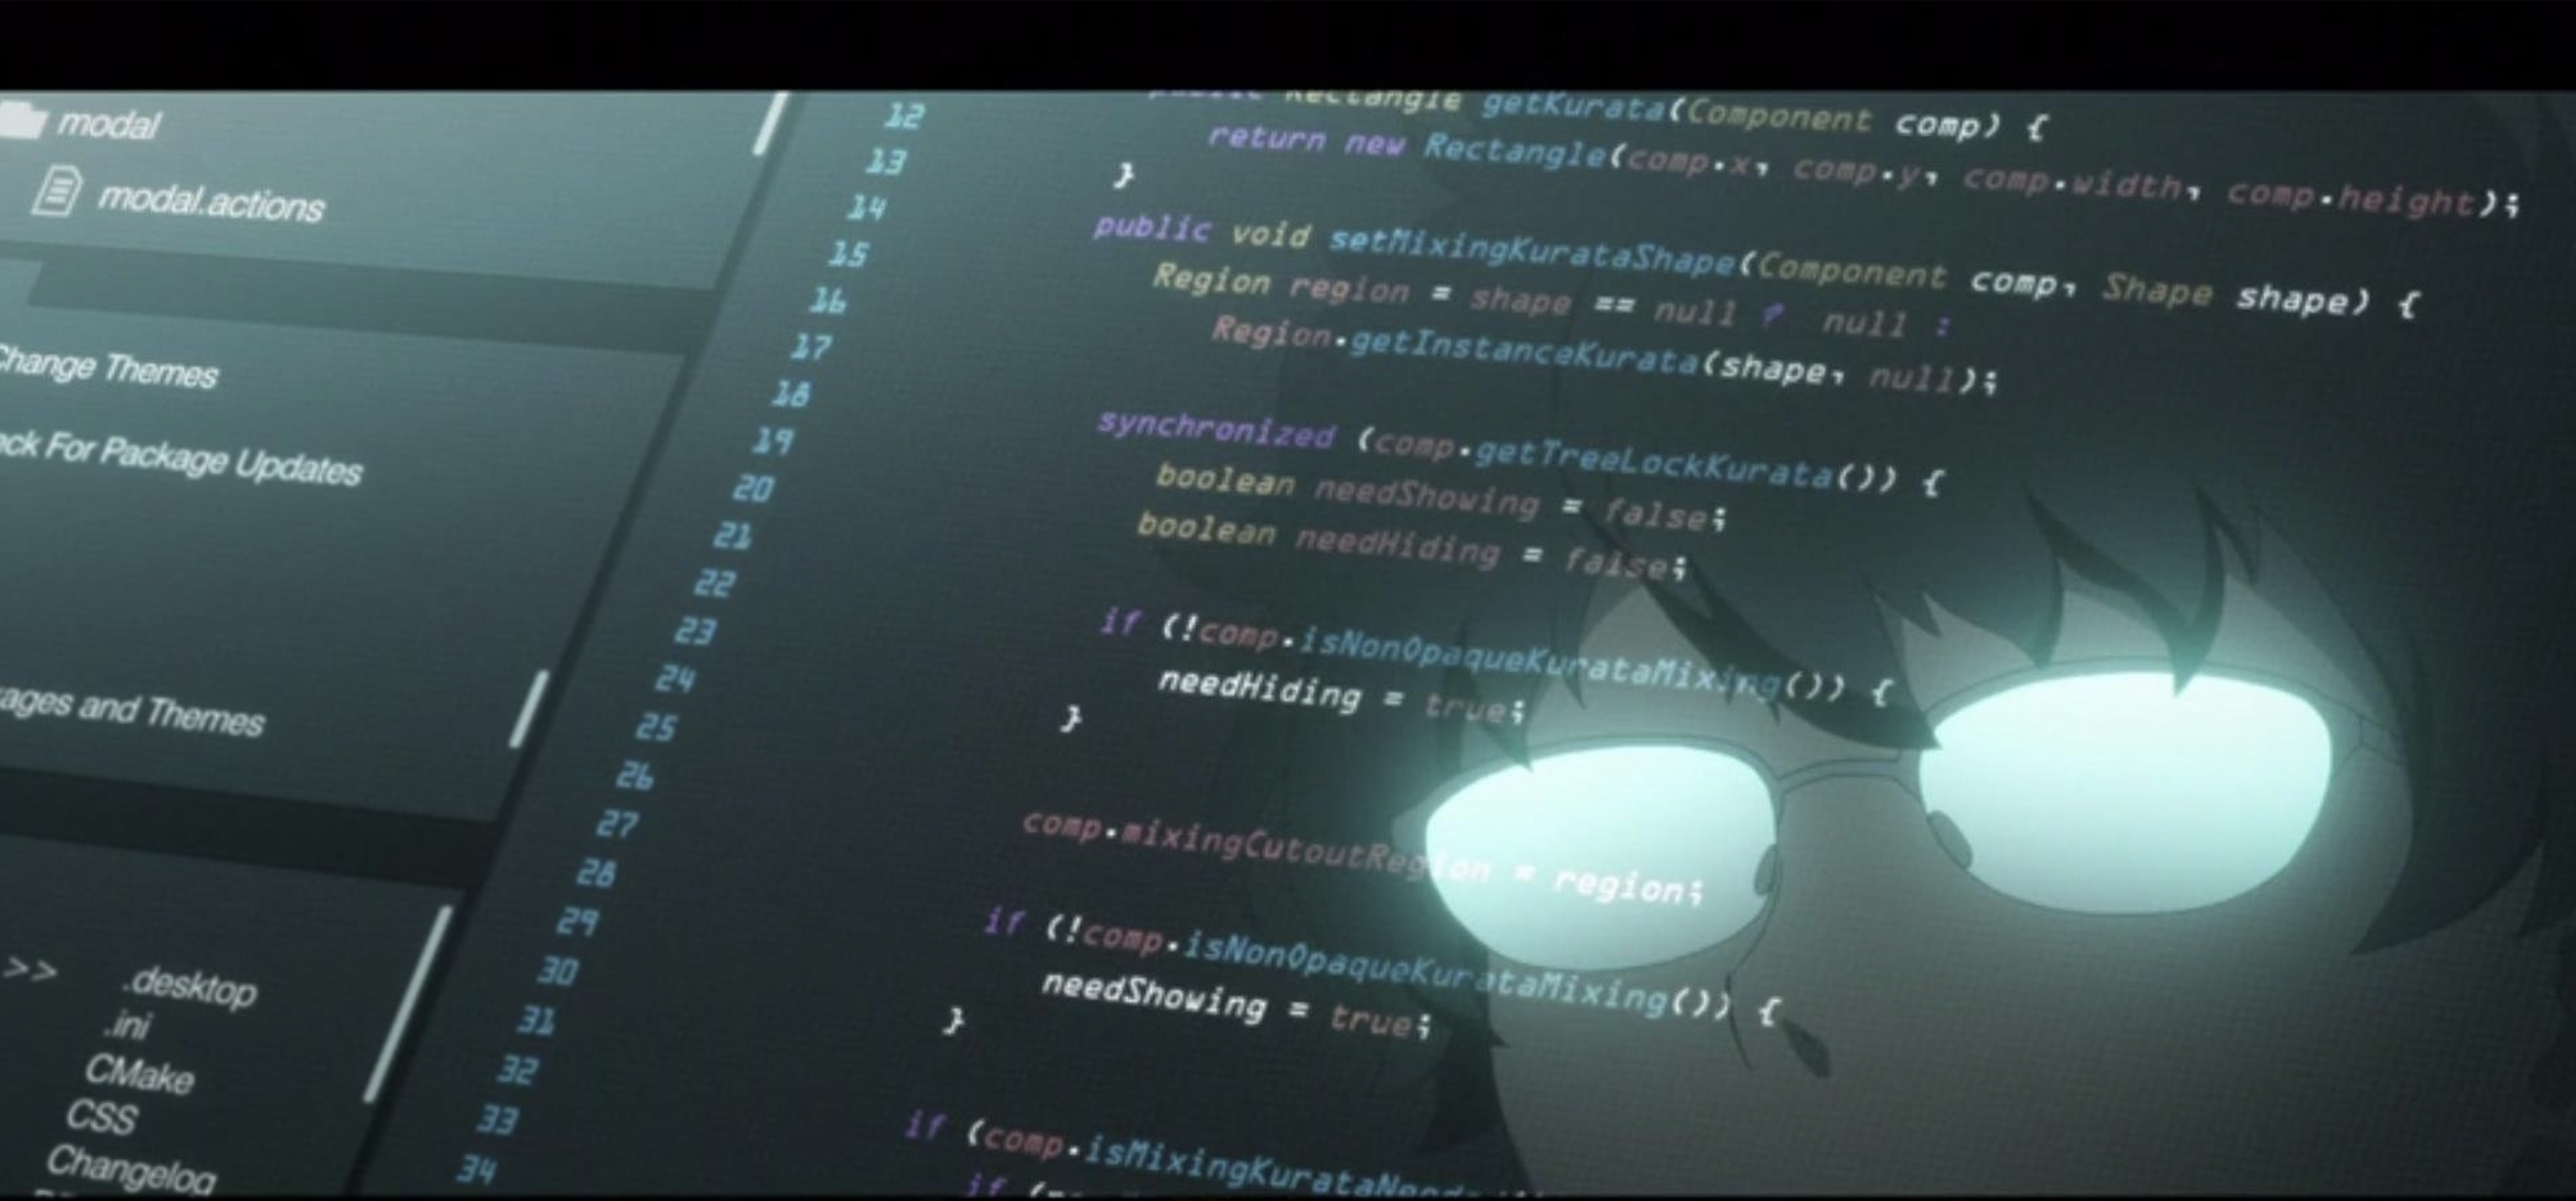 modal
modal.actions
Change Themes
ck For Package Updates
ages and Themes
>> .desktop
.ini
CMake
CSS
Changelog
12 public Rectangle getKurata(Component comp) {
13 return new Rectangle(comp.x, comp.y, comp.width, comp.height);
14 }
15 public void setMixingKurataShape(Component comp, Shape shape) {
16 Region region = shape == null ? null :
17 Region.getInstanceKurata(shape, null);
18
19 synchronized (comp.getTreeLockKurata()) {
20 boolean needShowing = false;
21 boolean needHiding = false;
22
23 if (!comp.isNonOpaqueKurataMixing()) {
24 needHiding = true;
25 }
26
27 comp.mixingCutoutRegion = region;
28
29 if (!comp.isNonOpaqueKurataMixing()) {
30 needShowing = true;
31 }
32
33 if (comp.isMixingKurataNeede
34 if (